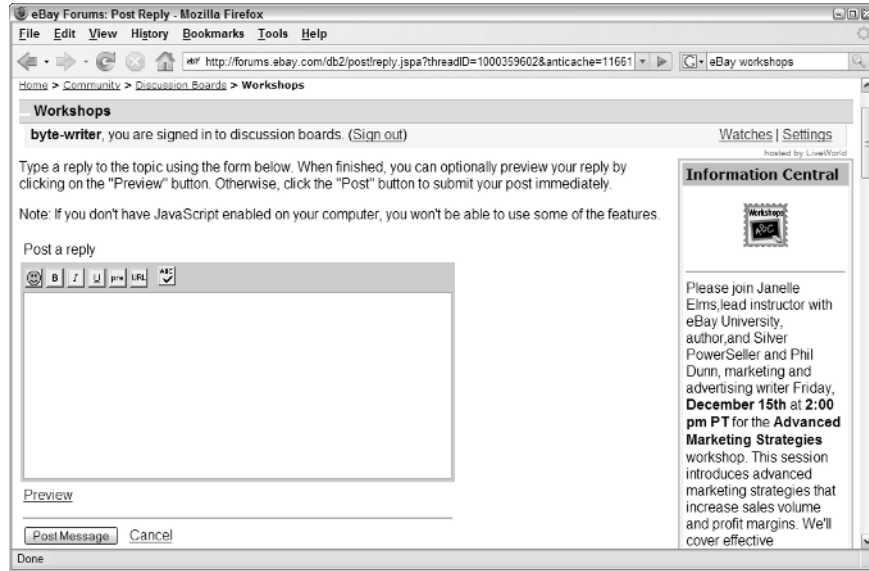 eBay Forums: Post Reply - Mozilla Firefox
File Edit View History Bookmarks Tools Help
http://forums.ebay.com/db2/post!reply.jspa?threadID=1000359602&anticache=11661
G eBay workshops
Home > Community > Discussion Boards > Workshops
Workshops
byte-writer, you are signed in to discussion boards. (Sign out)
Watches | Settings
hosted by LiveWorld
Type a reply to the topic using the form below. When finished, you can optionally preview your reply by
clicking on the "Preview" button. Otherwise, click the "Post" button to submit your post immediately.
Note: If you don't have JavaScript enabled on your computer, you won't be able to use some of the features.
Post a reply
B I U pre URL ABC
Preview
Post Message Cancel
Information Central
Workshops
ABC
Please join Janelle
Elms,lead instructor with
eBay University,
author,and Silver
PowerSeller and Phil
Dunn, marketing and
advertising writer Friday,
December 15th at 2:00
pm PT for the Advanced
Marketing Strategies
workshop. This session
introduces advanced
marketing strategies that
increase sales volume
and profit margins. We'll
cover effective
Done